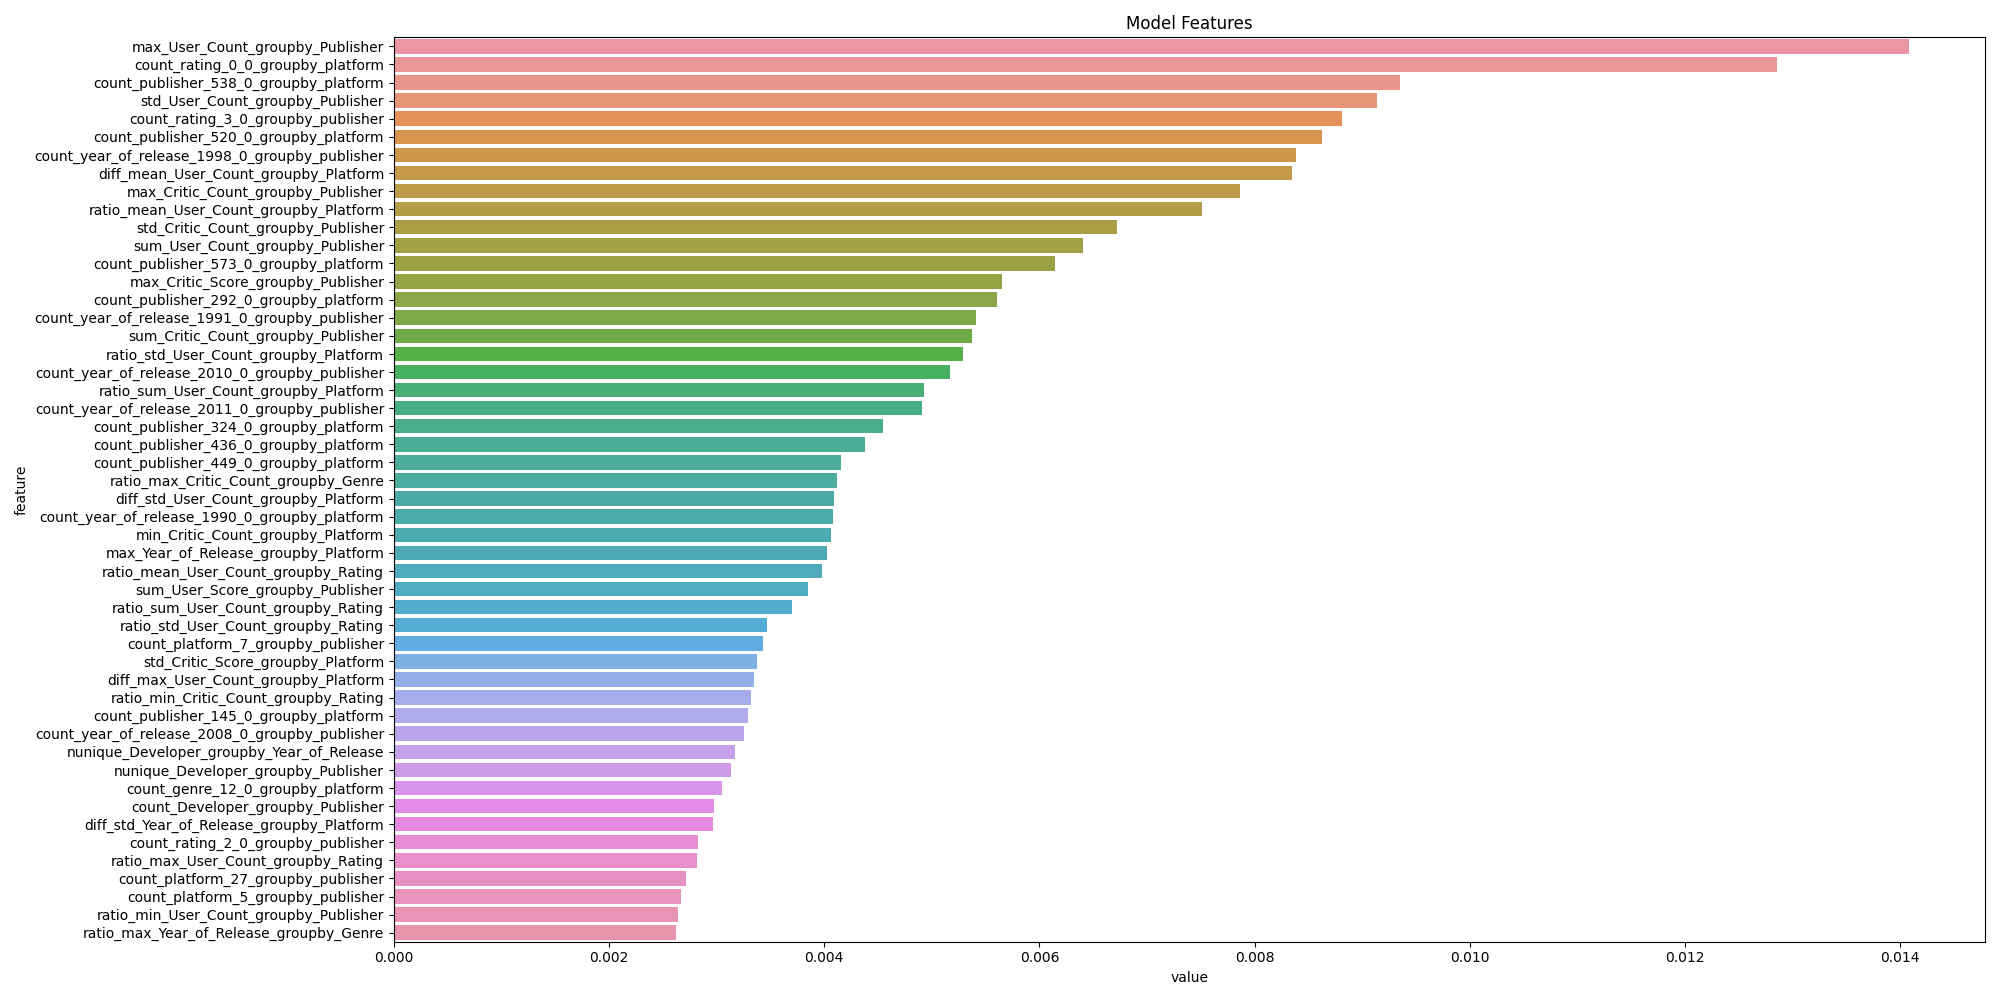 Model Features
max_User_Count_groupby_Publisher
count_rating_0_0_groupby_platform
count_publisher_538_0_groupby_platform
std_User_Count_groupby_Publisher
count_rating_3_0_groupby_publisher
count_publisher_520_0_groupby_platform
count_year_of_release_1998_0_groupby_publisher
diff_mean_User_Count_groupby_Platform
max_Critic_Count_groupby_Publisher
ratio_mean_User_Count_groupby_Platform
std_Critic_Count_groupby_Publisher
sum_User_Count_groupby_Publisher
count_publisher_573_0_groupby_platform
max_Critic_Score_groupby_Publisher
count_publisher_292_0_groupby_platform
count_year_of_release_1991_0_groupby_publisher
sum_Critic_Count_groupby_Publisher
ratio_std_User_Count_groupby_Platform
count_year_of_release_2010_0_groupby_publisher
ratio_sum_User_Count_groupby_Platform
count_year_of_release_2011_0_groupby_publisher
count_publisher_324_0_groupby_platform
count_publisher_436_0_groupby_platform
count_publisher_449_0_groupby_platform
ratio_max_Critic_Count_groupby_Genre
diff_std_User_Count_groupby_Platform
count_year_of_release_1990_0_groupby_platform
min_Critic_Count_groupby_Platform
max_Year_of_Release_groupby_Platform
ratio_mean_User_Count_groupby_Rating
sum_User_Score_groupby_Publisher
ratio_sum_User_Count_groupby_Rating
ratio_std_User_Count_groupby_Rating
count_platform_7_groupby_publisher
std_Critic_Score_groupby_Platform
diff_max_User_Count_groupby_Platform
ratio_min_Critic_Count_groupby_Rating
count_publisher_145_0_groupby_platform
count_year_of_release_2008_0_groupby_publisher
nunique_Developer_groupby_Year_of_Release
nunique_Developer_groupby_Publisher
count_genre_12_0_groupby_platform
count_Developer_groupby_Publisher
diff_std_Year_of_Release_groupby_Platform
count_rating_2_0_groupby_publisher
ratio_max_User_Count_groupby_Rating
count_platform_27_groupby_publisher
count_platform_5_groupby_publisher
ratio_min_User_Count_groupby_Publisher
ratio_max_Year_of_Release_groupby_Genre
feature
0.000 0.002 0.004 0.006 0.008 0.010 0.012 0.014
value